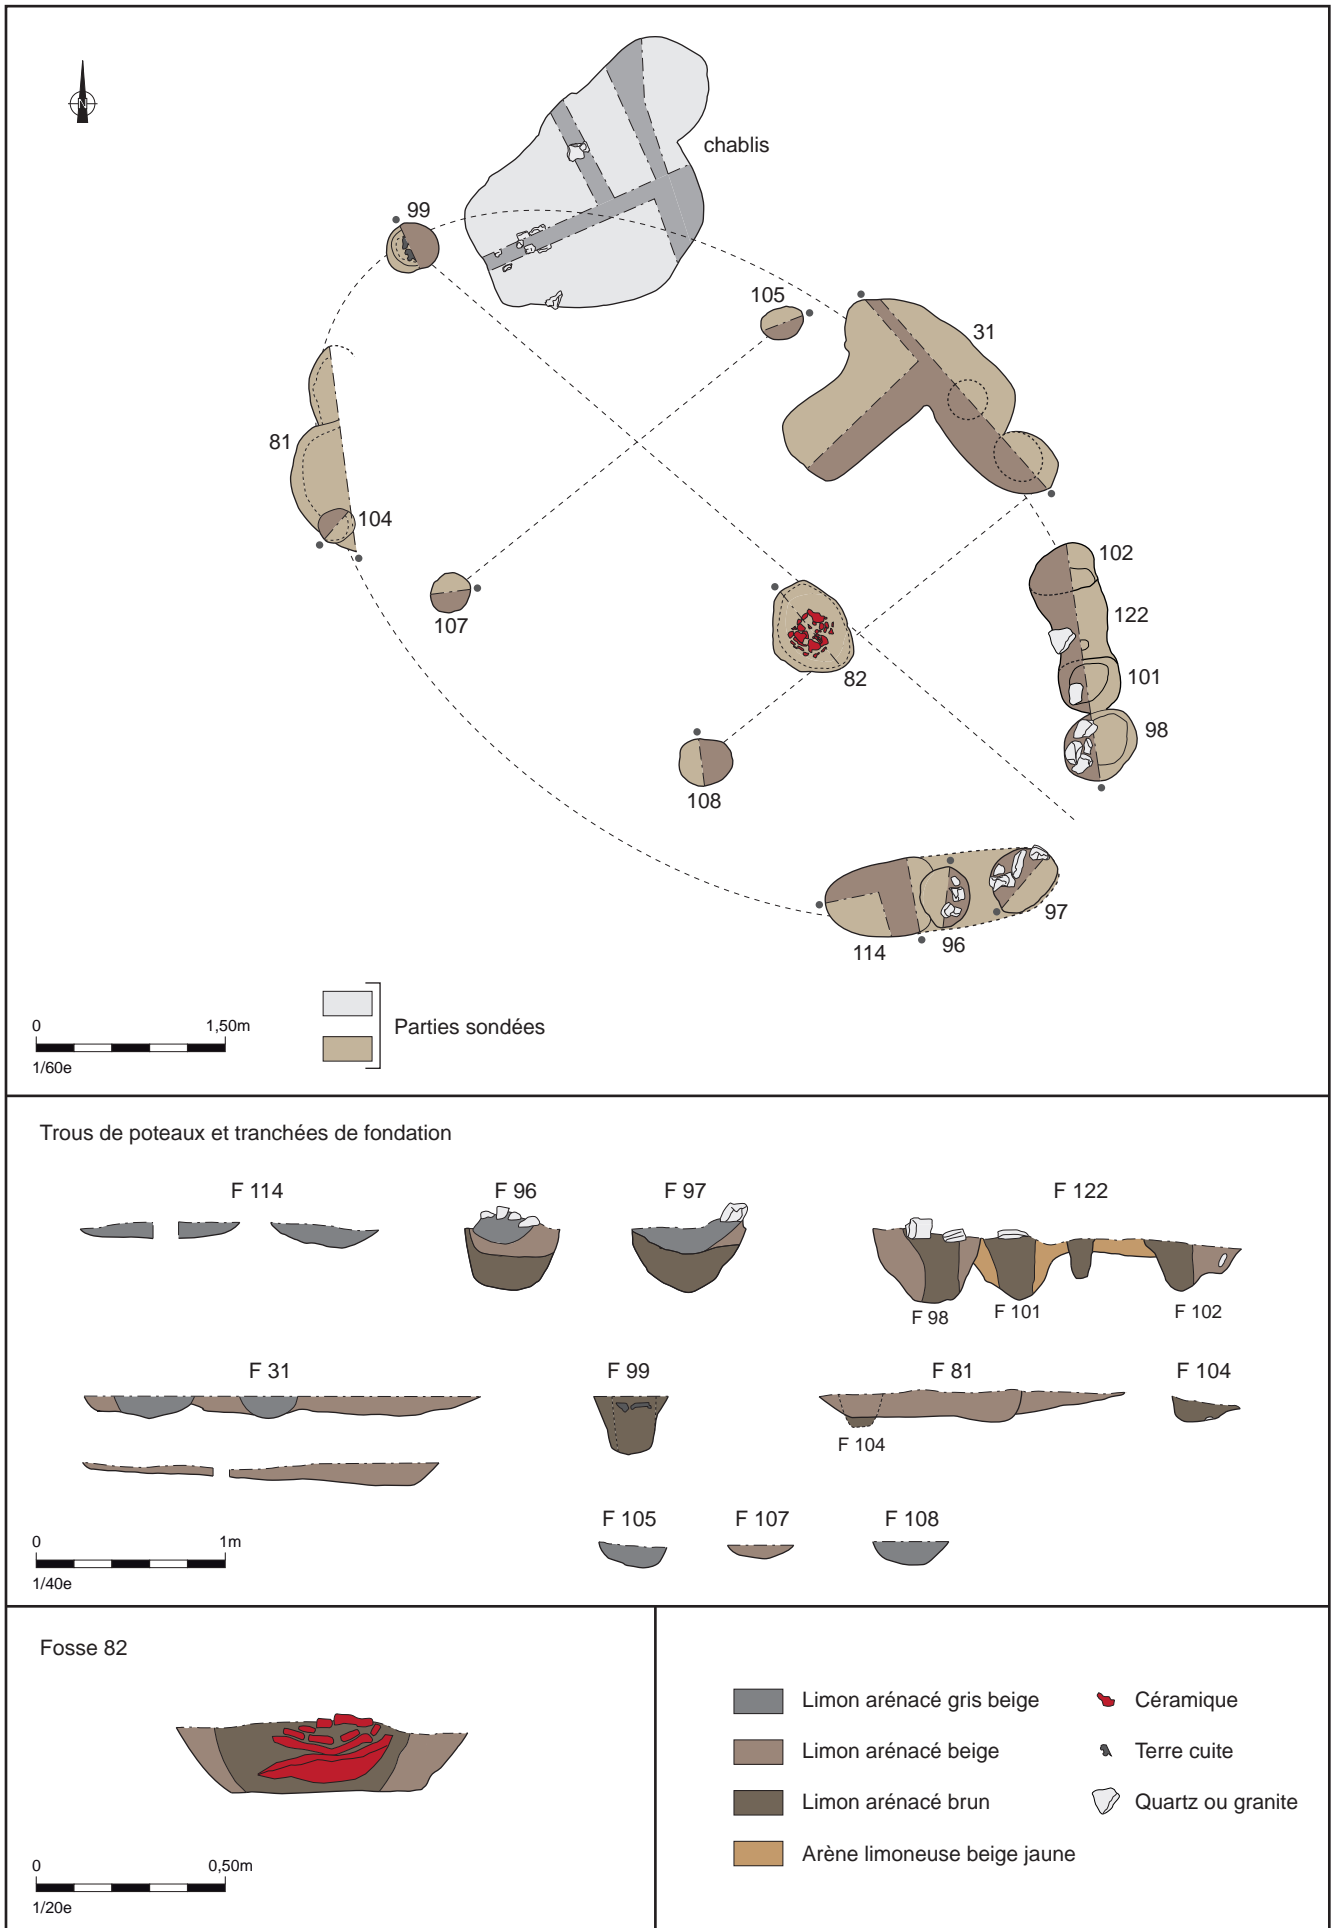 N
chablis
99
105
31
81
104
102
107
122
82
101
98
108
97
114
96
0 1,50m
1/60e
Parties sondées
Trous de poteaux et tranchées de fondation
F 114
F 96
F 97
F 122
F 98
F 101
F 102
F 31
F 99
F 81
F 104
F 104
F 105
F 107
F 108
0 1m
1/40e
Fosse 82
0 0,50m
1/20e
Limon arénacé gris beige
Céramique
Limon arénacé beige
Terre cuite
Limon arénacé brun
Quartz ou granite
Arène limoneuse beige jaune